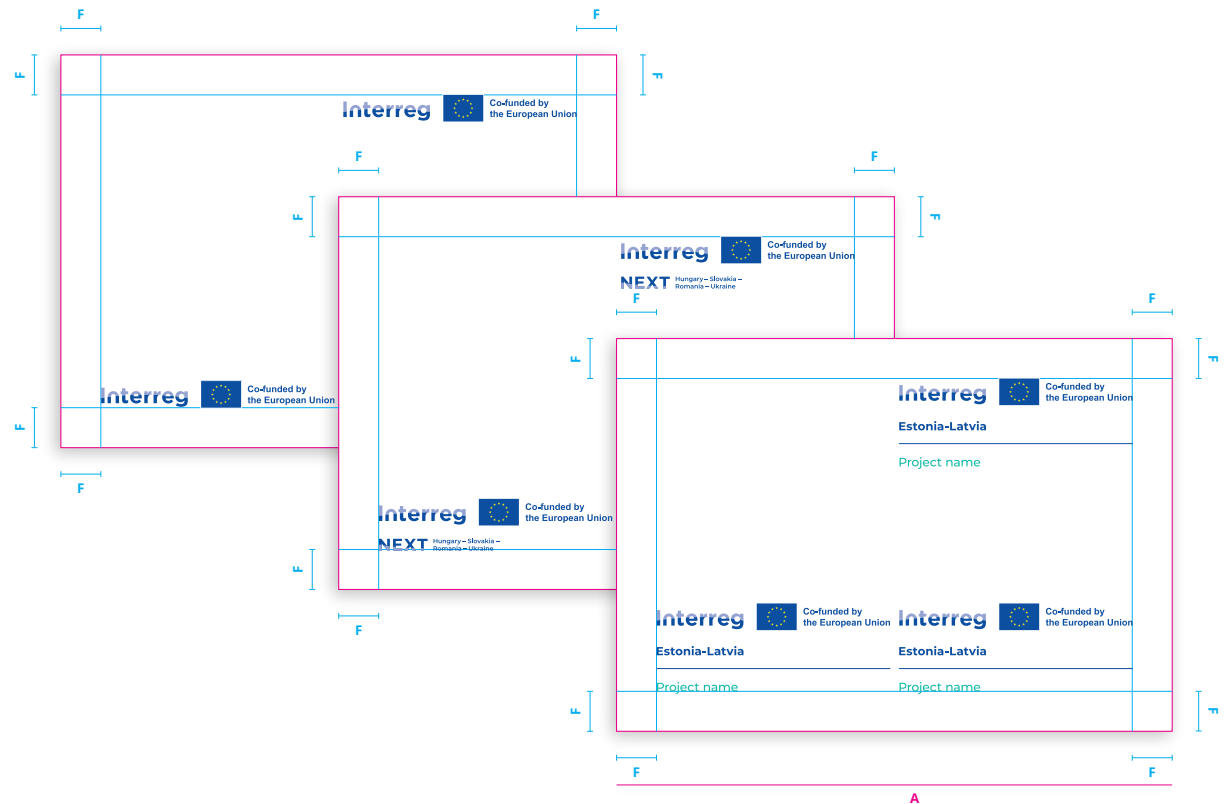 F
F
F
F
Interreg
Co-funded by
the European Union
Interreg
Co-funded by
the European Union
F
F
F
F
F
F
Interreg
Co-funded by
the European Union
NEXT
Hungary – Slovakia –
Romania – Ukraine
Interreg
Co-funded by
the European Union
NEXT
Hungary – Slovakia –
Romania – Ukraine
F
F
F
F
F
F
Interreg
Co-funded by
the European Union
Estonia-Latvia
Project name
Interreg
Co-funded by
the European Union
Estonia-Latvia
Project name
Interreg
Co-funded by
the European Union
Estonia-Latvia
Project name
F
F
F
F
A